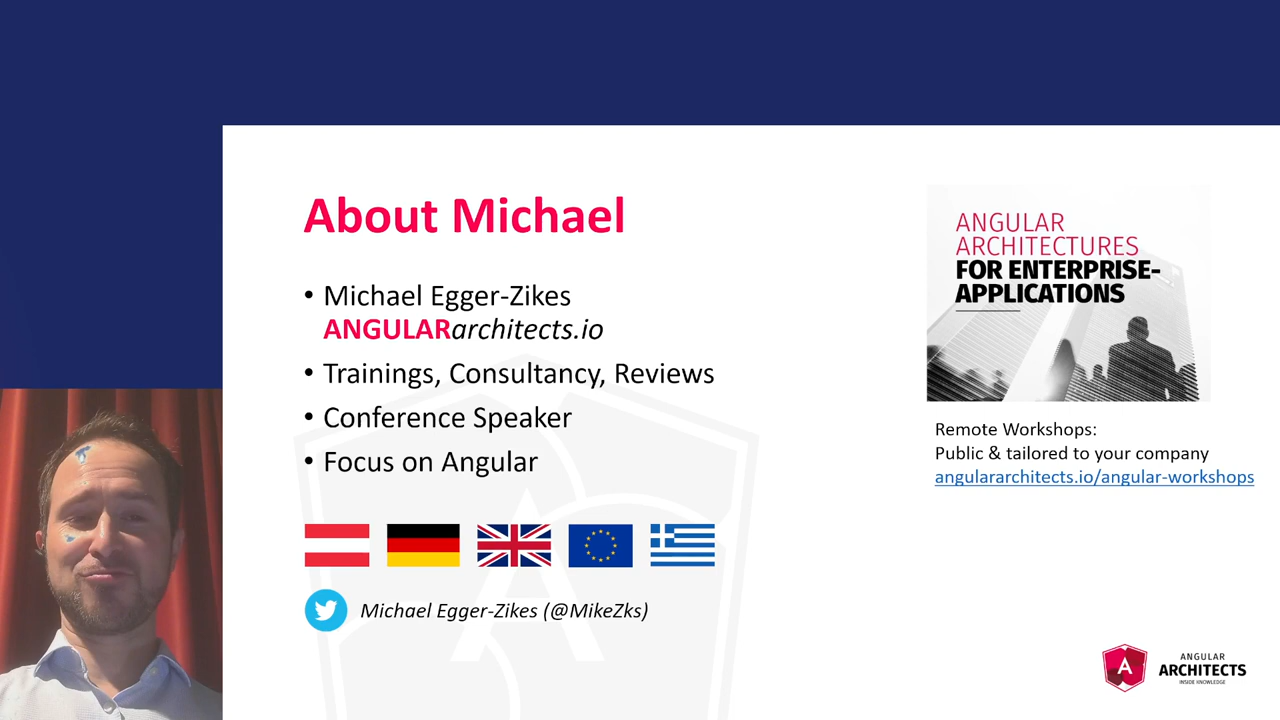 About Michael
• Michael Egger-Zikes
ANGULARarchitects.io
• Trainings, Consultancy, Reviews
• Conference Speaker
• Focus on Angular
Michael Egger-Zikes (@MikeZks)
ANGULAR
ARCHITECTURES
FOR ENTERPRISE-
APPLICATIONS
Remote Workshops:
Public & tailored to your company
angulararchitects.io/angular-workshops
A
ANGULAR
ARCHITECTS
INSIDE KNOWLEDGE